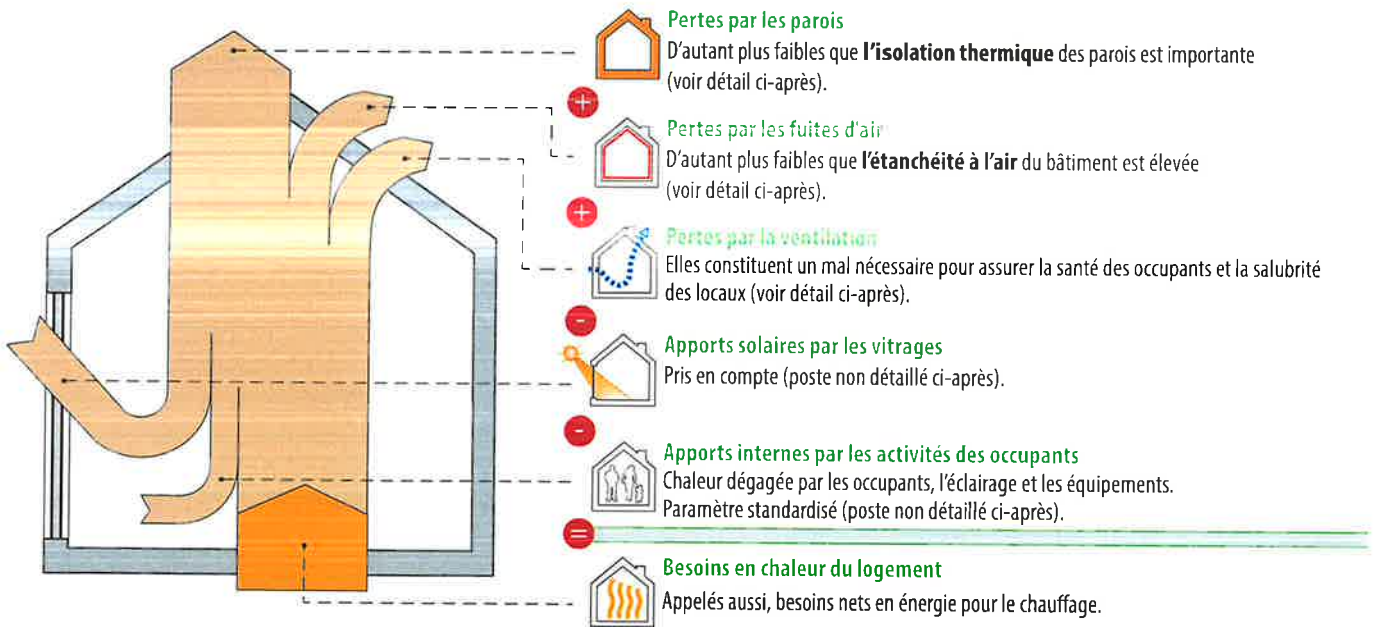 Pertes par les parois
D'autant plus faibles que l'isolation thermique des parois est importante
(voir détail ci-après).
+
Pertes par les fuites d'air
D'autant plus faibles que l'étanchéité à l'air du bâtiment est élevée
(voir détail ci-après).
+
Pertes par la ventilation
Elles constituent un mal nécessaire pour assurer la santé des occupants et la salubrité
des locaux (voir détail ci-après).
-
Apports solaires par les vitrages
Pris en compte (poste non détaillé ci-après).
-
Apports internes par les activités des occupants
Chaleur dégagée par les occupants, l'éclairage et les équipements.
Paramètre standardisé (poste non détaillé ci-après).
=
Besoins en chaleur du logement
Appelés aussi, besoins nets en énergie pour le chauffage.